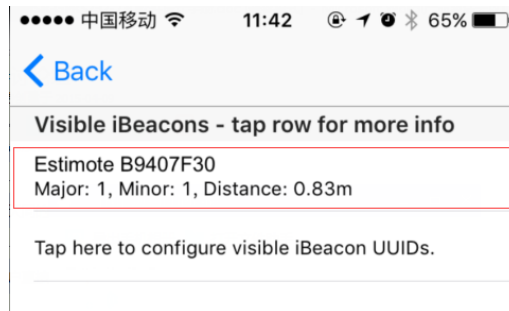 中国移动 11:42 65%
Back
Visible iBeacons - tap row for more info
Estimote B9407F30
Major: 1, Minor: 1, Distance: 0.83m
Tap here to configure visible iBeacon UUIDs.